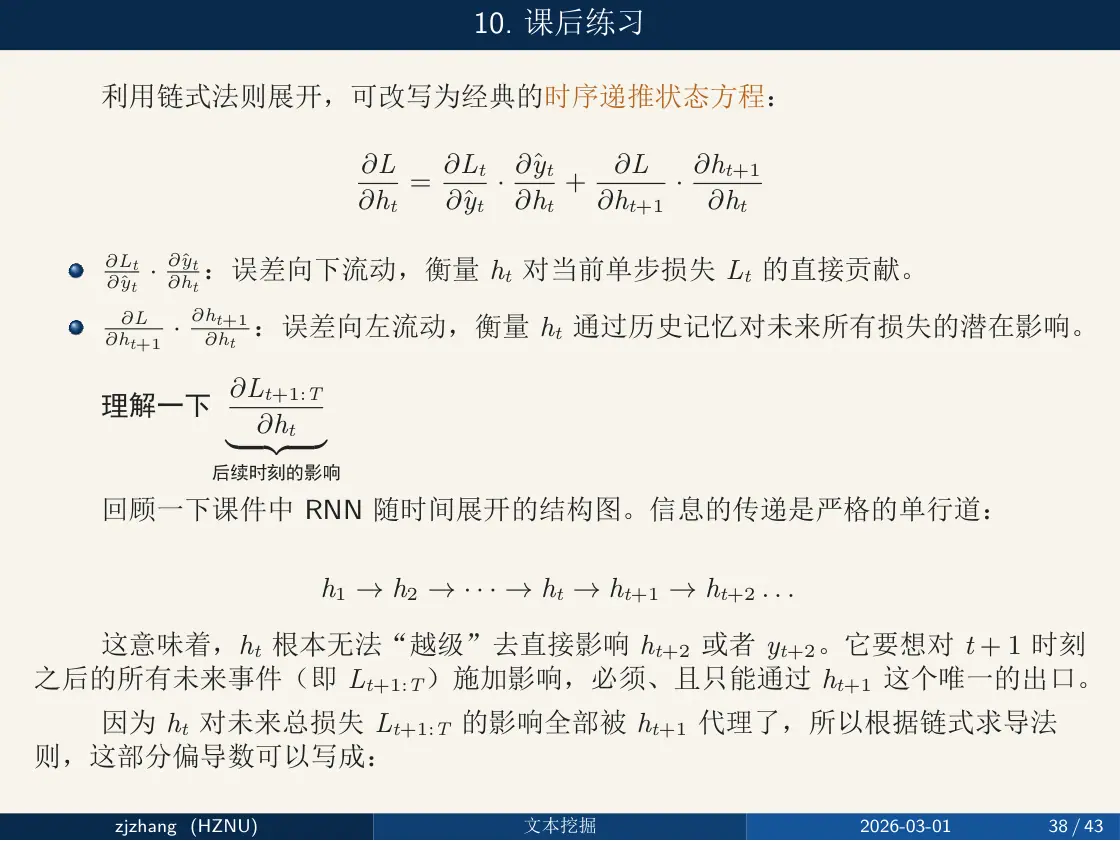 10. 课后练习
利用链式法则展开，可改写为经典的时序递推状态方程：
∂L/∂h_t = ∂L_t/∂ŷ_t · ∂ŷ_t/∂h_t + ∂L/∂h_{t+1} · ∂h_{t+1}/∂h_t
∂L_t/∂ŷ_t · ∂ŷ_t/∂h_t：误差向下流动，衡量 h_t 对当前单步损失 L_t 的直接贡献。
∂L/∂h_{t+1} · ∂h_{t+1}/∂h_t：误差向左流动，衡量 h_t 通过历史记忆对未来所有损失的潜在影响。
理解一下 ∂L_{t+1:T}/∂h_t
后续时刻的影响
回顾一下课件中 RNN 随时间展开的结构图。信息的传递是严格的单行道：
h_1 → h_2 → ⋯ → h_t → h_{t+1} → h_{t+2} …
这意味着，h_t 根本无法“越级”去直接影响 h_{t+2} 或者 y_{t+2}。它要想对 t + 1 时刻
之后的所有未来事件（即 L_{t+1:T}）施加影响，必须、且只能通过 h_{t+1} 这个唯一的出口。
因为 h_t 对未来总损失 L_{t+1:T} 的影响全部被 h_{t+1} 代理了，所以根据链式求导法
则，这部分偏导数可以写成：
zjzhang (HZNU) 文本挖掘 2026-03-01 38 / 43